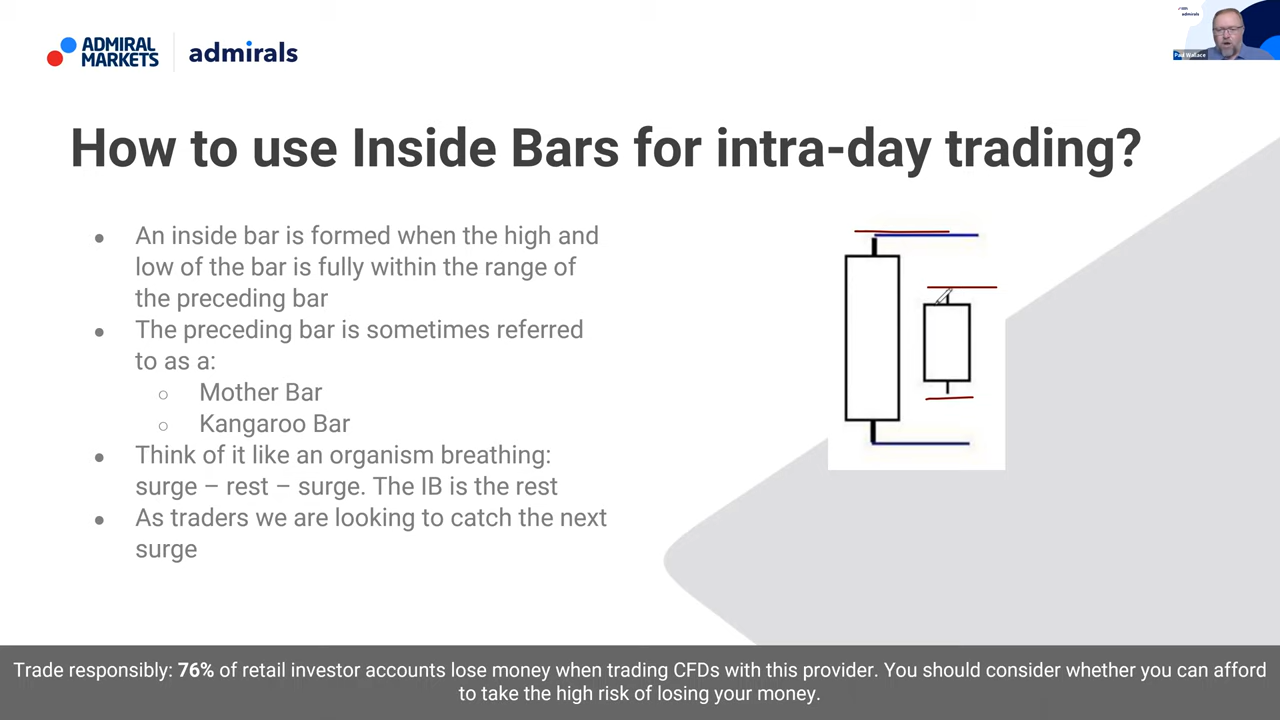 ADMIRAL
MARKETS
admirals
admirals
Paul Wallace
How to use Inside Bars for intra-day trading?
● An inside bar is formed when the high and
low of the bar is fully within the range of
the preceding bar
● The preceding bar is sometimes referred
to as a:
○ Mother Bar
○ Kangaroo Bar
● Think of it like an organism breathing:
surge – rest – surge. The IB is the rest
● As traders we are looking to catch the next
surge
Trade responsibly: 76% of retail investor accounts lose money when trading CFDs with this provider. You should consider whether you can afford
to take the high risk of losing your money.